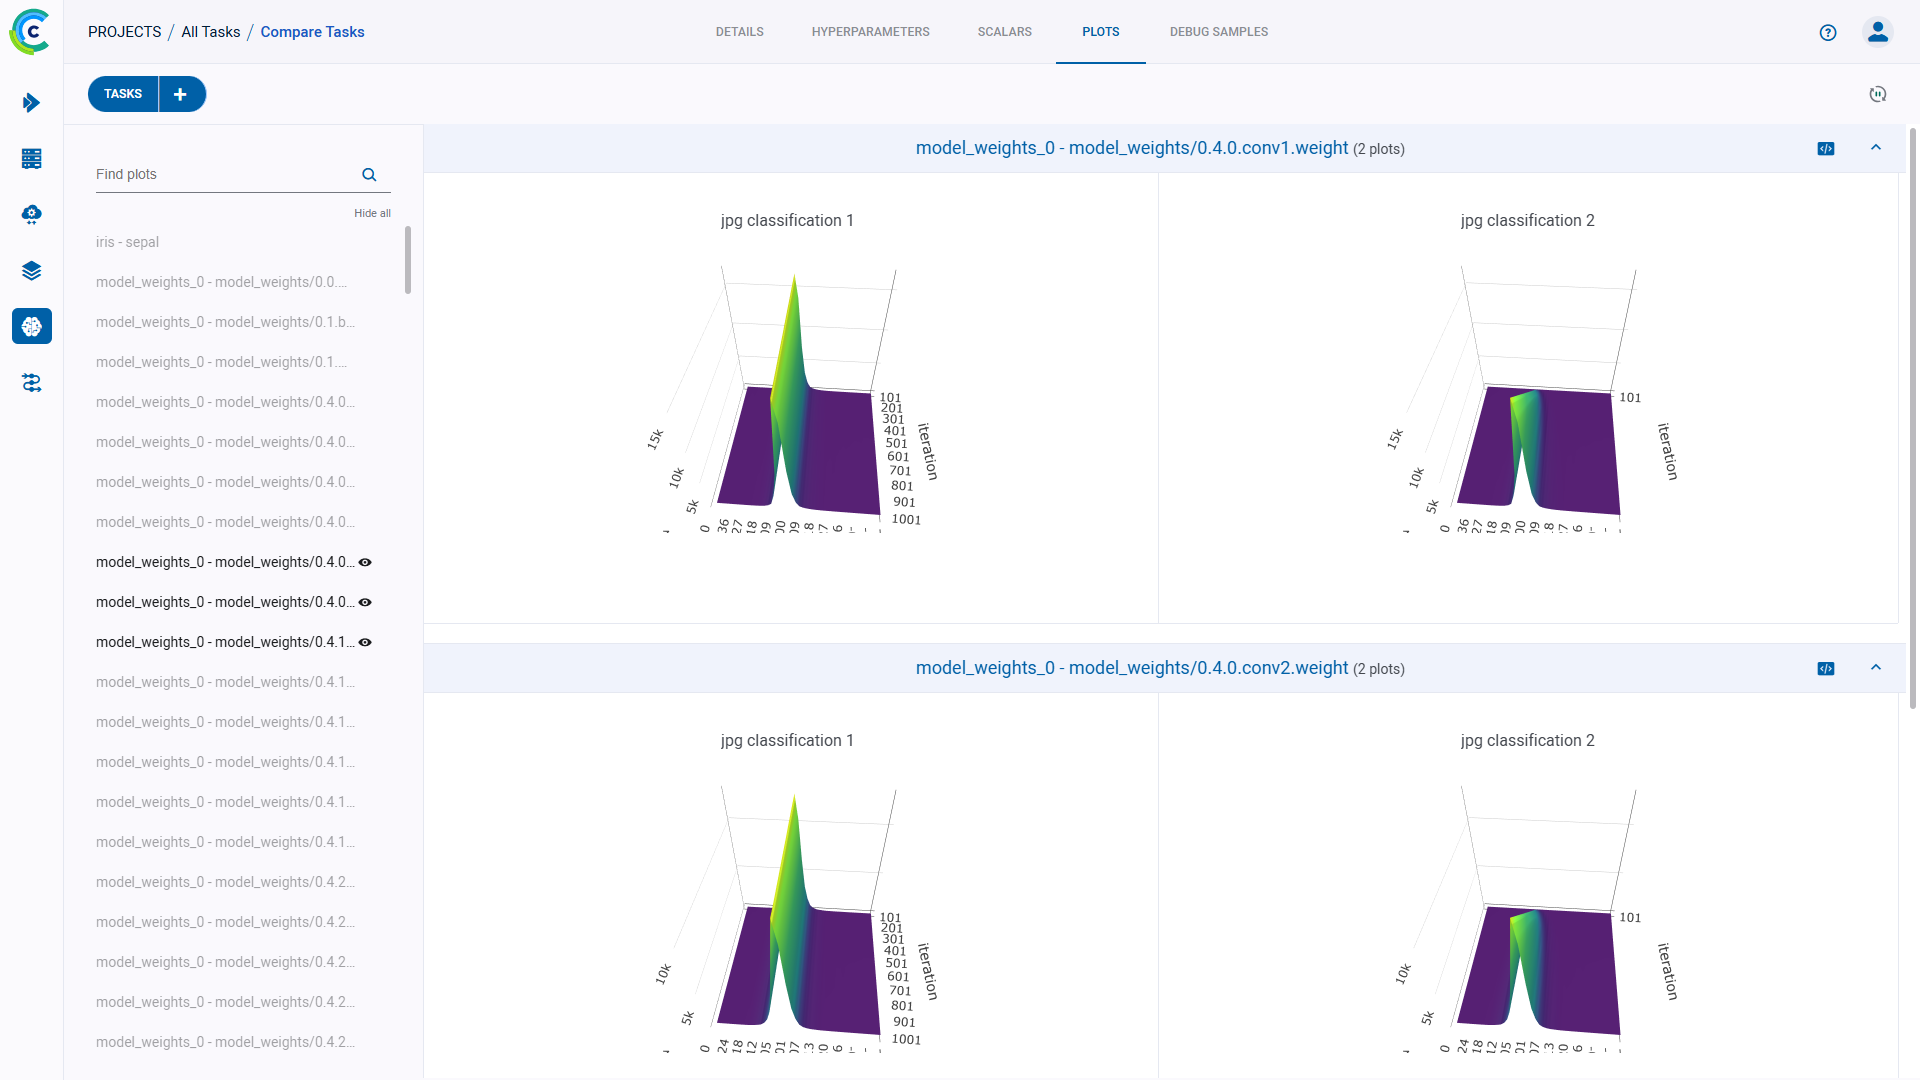 PROJECTS / All Tasks / Compare Tasks
DETAILS HYPERPARAMETERS SCALARS PLOTS DEBUG SAMPLES
TASKS +
Find plots
Hide all
iris - sepal
model_weights_0 - model_weights/0.0....
model_weights_0 - model_weights/0.1.b...
model_weights_0 - model_weights/0.1....
model_weights_0 - model_weights/0.4.0...
model_weights_0 - model_weights/0.4.0...
model_weights_0 - model_weights/0.4.0...
model_weights_0 - model_weights/0.4.0...
model_weights_0 - model_weights/0.4.0...
model_weights_0 - model_weights/0.4.0...
model_weights_0 - model_weights/0.4.1...
model_weights_0 - model_weights/0.4.1...
model_weights_0 - model_weights/0.4.1...
model_weights_0 - model_weights/0.4.1...
model_weights_0 - model_weights/0.4.1...
model_weights_0 - model_weights/0.4.1...
model_weights_0 - model_weights/0.4.2...
model_weights_0 - model_weights/0.4.2...
model_weights_0 - model_weights/0.4.2...
model_weights_0 - model_weights/0.4.2...
model_weights_0 - model_weights/0.4.2...
model_weights_0 - model_weights/0.4.0.conv1.weight (2 plots)
jpg classification 1
15k
10k
5k
0
36
27
18
09
00
09
8
7
6
101
201
301
401
501
601
701
801
901
1001
iteration
jpg classification 2
15k
10k
5k
0
36
27
18
09
00
09
8
7
6
101
iteration
model_weights_0 - model_weights/0.4.0.conv2.weight (2 plots)
jpg classification 1
10k
5k
0
24
18
12
05
01
07
3
0
6
101
201
301
401
501
601
701
801
901
1001
iteration
jpg classification 2
10k
5k
0
24
18
12
05
01
07
3
0
6
101
iteration